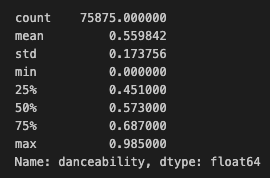 count    75875.000000
mean         0.559842
std          0.173756
min          0.000000
25%          0.451000
50%          0.573000
75%          0.687000
max          0.985000
Name: danceability, dtype: float64